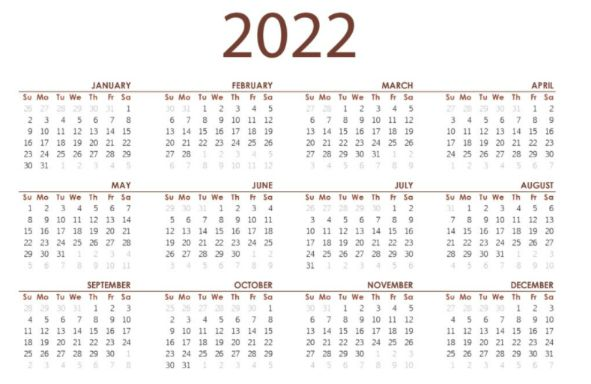 2022
JANUARY
Su Mo Tu We Th Fr Sa
26 27 28 29 30 31 1
2 3 4 5 6 7 8
9 10 11 12 13 14 15
16 17 18 19 20 21 22
23 24 25 26 27 28 29
30 31 1 2 3 4 5
FEBRUARY
Su Mo Tu We Th Fr Sa
30 31 1 2 3 4 5
6 7 8 9 10 11 12
13 14 15 16 17 18 19
20 21 22 23 24 25 26
27 28 1 2 3 4 5
6 7 8 9 10 11 12
MARCH
Su Mo Tu We Th Fr Sa
27 28 1 2 3 4 5
6 7 8 9 10 11 12
13 14 15 16 17 18 19
20 21 22 23 24 25 26
27 28 29 30 31 1 2
3 4 5 6 7 8 9
APRIL
Su Mo Tu We Th Fr Sa
27 28 29 30 31 1 2
3 4 5 6 7 8 9
10 11 12 13 14 15 16
17 18 19 20 21 22 23
24 25 26 27 28 29 30
1 2 3 4 5 6 7
MAY
Su Mo Tu We Th Fr Sa
1 2 3 4 5 6 7
8 9 10 11 12 13 14
15 16 17 18 19 20 21
22 23 24 25 26 27 28
29 30 31 1 2 3 4
5 6 7 8 9 10 11
JUNE
Su Mo Tu We Th Fr Sa
29 30 31 1 2 3 4
5 6 7 8 9 10 11
12 13 14 15 16 17 18
19 20 21 22 23 24 25
26 27 28 29 30 1 2
3 4 5 6 7 8 9
JULY
Su Mo Tu We Th Fr Sa
26 27 28 29 30 1 2
3 4 5 6 7 8 9
10 11 12 13 14 15 16
17 18 19 20 21 22 23
24 25 26 27 28 29 30
31 1 2 3 4 5 6
AUGUST
Su Mo Tu We Th Fr Sa
31 1 2 3 4 5 6
7 8 9 10 11 12 13
14 15 16 17 18 19 20
21 22 23 24 25 26 27
28 29 30 31 1 2 3
4 5 6 7 8 9 10
SEPTEMBER
Su Mo Tu We Th Fr Sa
28 29 30 31 1 2 3
4 5 6 7 8 9 10
11 12 13 14 15 16 17
18 19 20 21 22 23 24
25 26 27 28 29 30 1
2 3 4 5 6 7 8
OCTOBER
Su Mo Tu We Th Fr Sa
25 26 27 28 29 30 1
2 3 4 5 6 7 8
9 10 11 12 13 14 15
16 17 18 19 20 21 22
23 24 25 26 27 28 29
30 31 1 2 3 4 5
NOVEMBER
Su Mo Tu We Th Fr Sa
30 31 1 2 3 4 5
6 7 8 9 10 11 12
13 14 15 16 17 18 19
20 21 22 23 24 25 26
27 28 29 30 1 2 3
4 5 6 7 8 9 10
DECEMBER
Su Mo Tu We Th Fr Sa
27 28 29 30 1 2 3
4 5 6 7 8 9 10
11 12 13 14 15 16 17
18 19 20 21 22 23 24
25 26 27 28 29 30 31
1 2 3 4 5 6 7